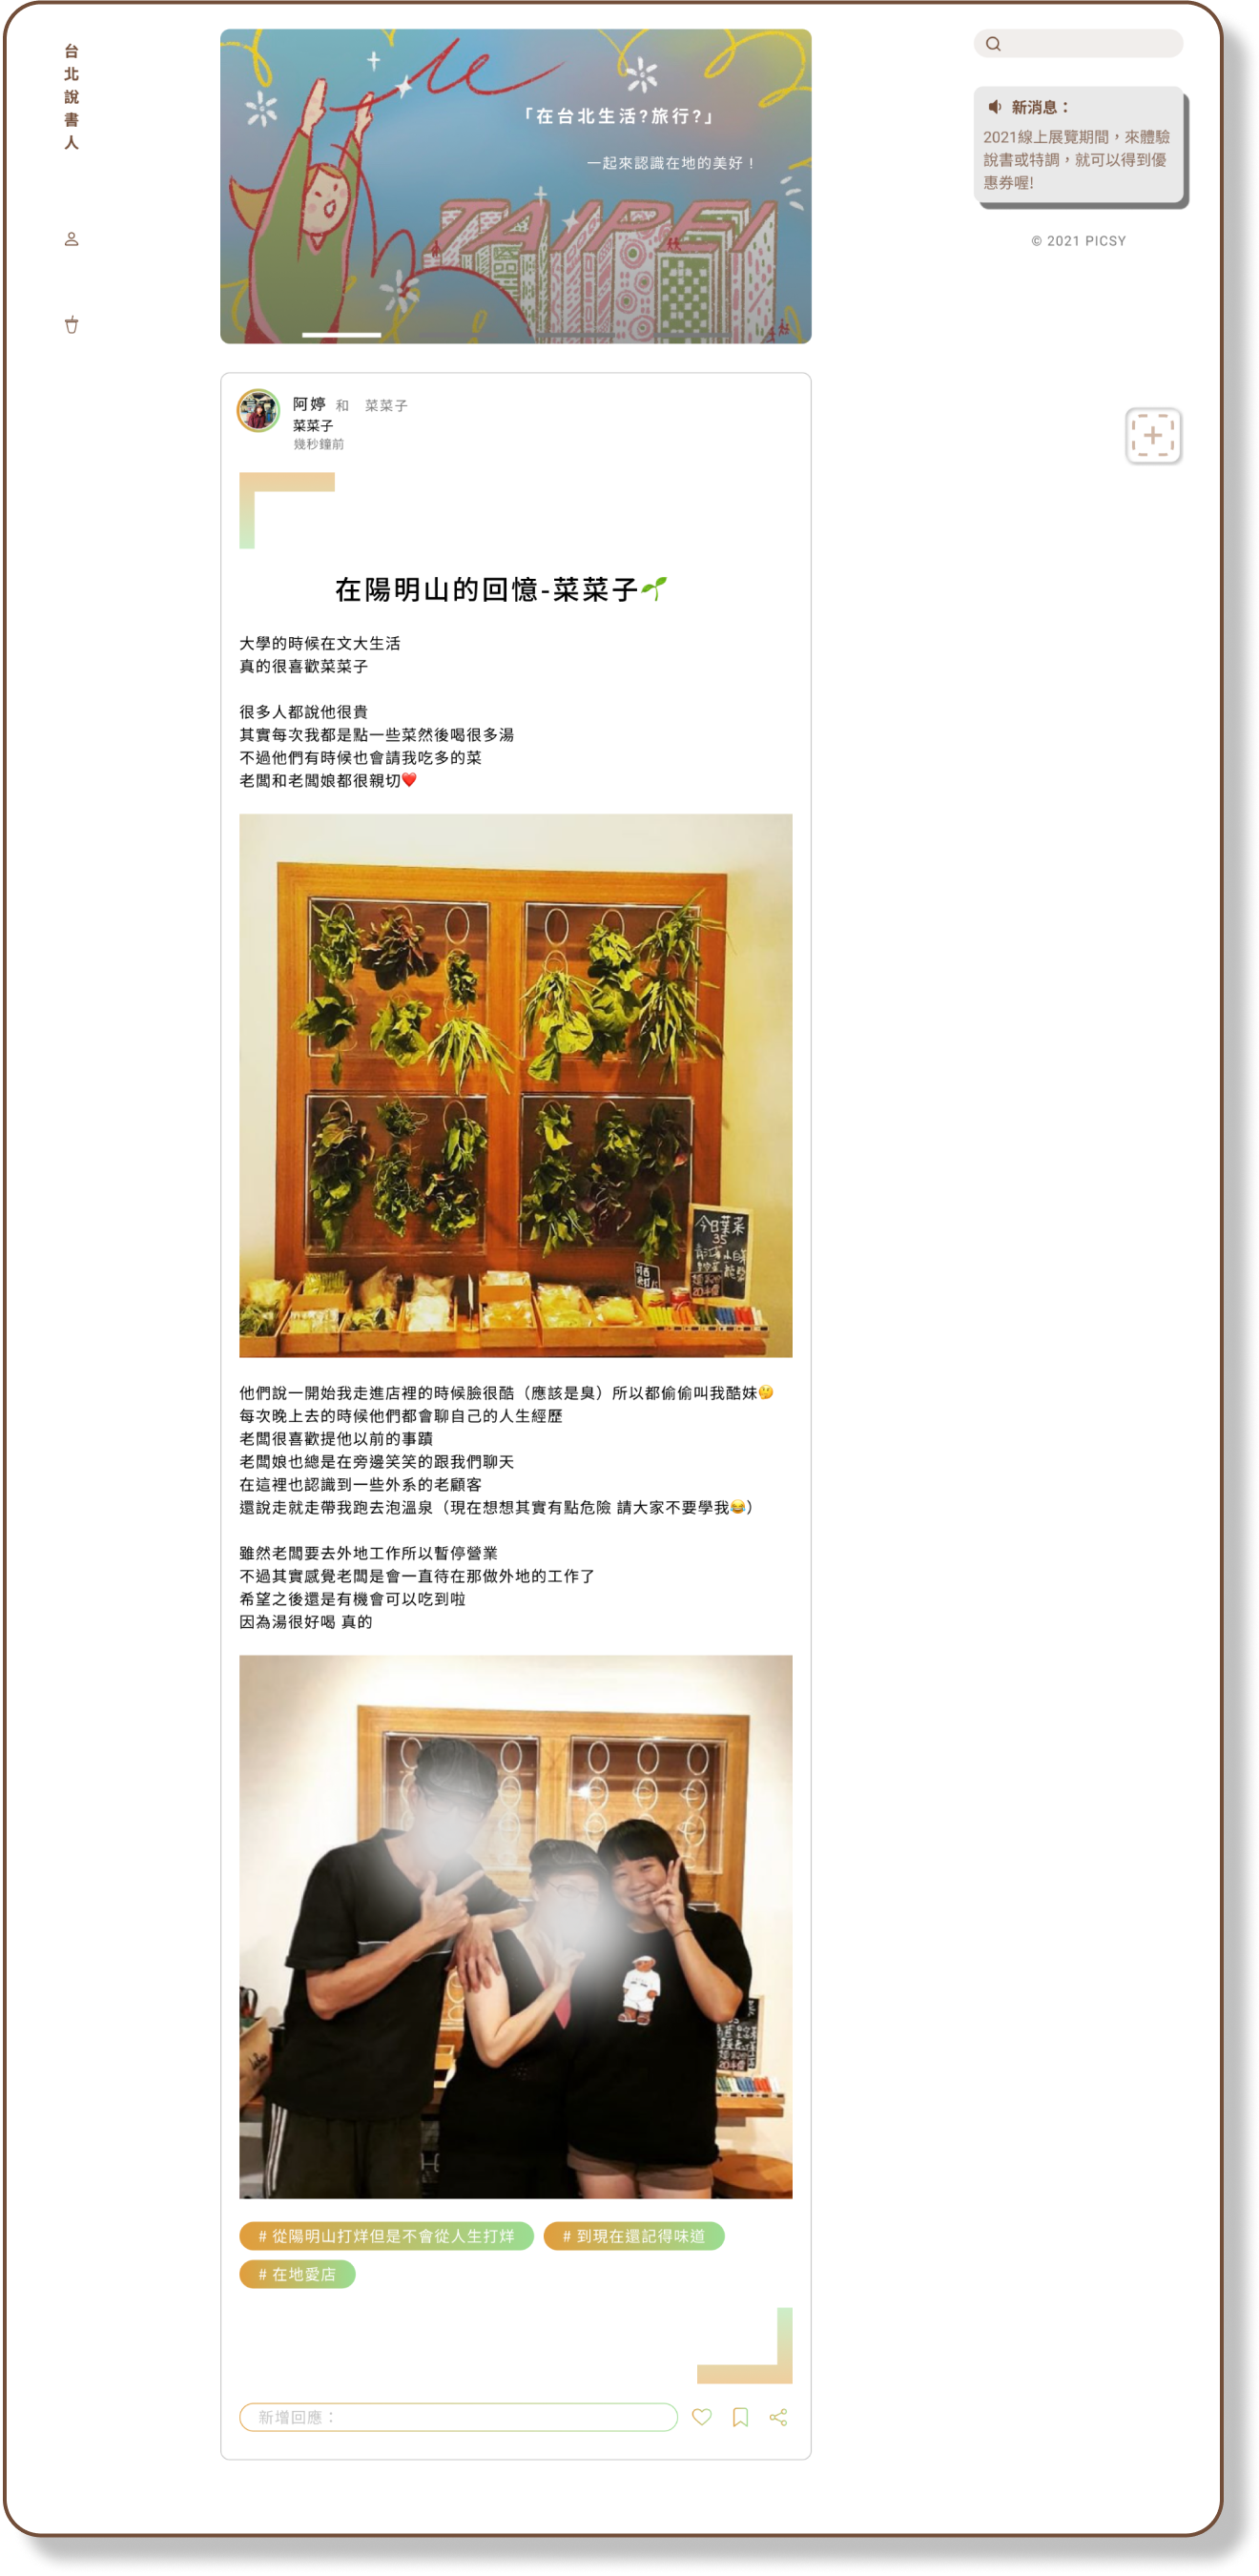 台北說書人
「在台北生活?旅行?」
一起來認識在地的美好！
TAIPEI
新消息：
2021線上展覽期間，來體驗
說書或特調，就可以得到優
惠券喔!
© 2021 PICSY
阿婷 和 菜菜子
菜菜子
幾秒鐘前
在陽明山的回憶-菜菜子🌱
大學的時候在文大生活
真的很喜歡菜菜子
很多人都說他很貴
其實每次我都是點一些菜然後喝很多湯
不過他們有時候也會請我吃多的菜
老闆和老闆娘都很親切❤️
今日葉菜
35
他們說一開始我走進店裡的時候臉很酷（應該是臭）所以都偷偷叫我酷妹🤔
每次晚上去的時候他們都會聊自己的人生經歷
老闆很喜歡提他以前的事蹟
老闆娘也總是在旁邊笑笑的跟我們聊天
在這裡也認識到一些外系的老顧客
還說走就走帶我跑去泡溫泉（現在想想其實有點危險 請大家不要學我😂）
雖然老闆要去外地工作所以暫停營業
不過其實感覺老闆是會一直待在那做外地的工作了
希望之後還是有機會可以吃到啦
因為湯很好喝 真的
# 從陽明山打烊但是不會從人生打烊
# 到現在還記得味道
# 在地愛店
新增回應：